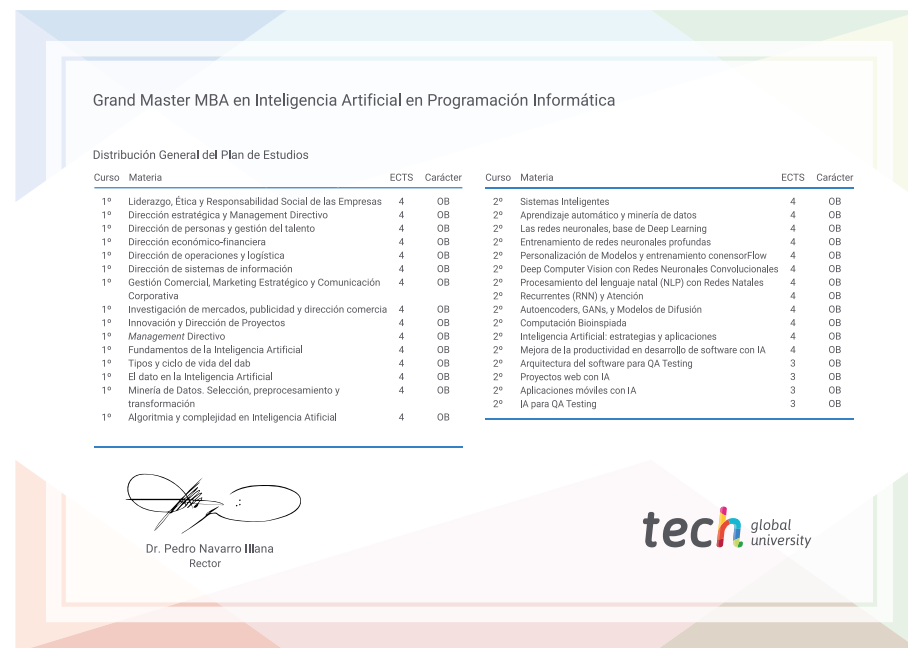 Grand Master MBA en Inteligencia Artificial en Programación Informática
Distribución General del Plan de Estudios
Curso Materia ECTS Carácter
1º Liderazgo, Ética y Responsabilidad Social de las Empresas 4 OB
1º Dirección estratégica y Management Directivo 4 OB
1º Dirección de personas y gestión del talento 4 OB
1º Dirección económico-financiera 4 OB
1º Dirección de operaciones y logística 4 OB
1º Dirección de sistemas de información 4 OB
1º Gestión Comercial, Marketing Estratégico y Comunicación 4 OB
Corporativa
1º Investigación de mercados, publicidad y dirección comercia 4 OB
1º Innovación y Dirección de Proyectos 4 OB
1º Management Directivo 4 OB
1º Fundamentos de la Inteligencia Artificial 4 OB
1º Tipos y ciclo de vida del dab 4 OB
1º El dato en la Inteligencia Artificial 4 OB
1º Minería de Datos. Selección, preprocesamiento y 4 OB
transformación
1º Algoritmia y complejidad en Inteligencia Atificial 4 OB
Curso Materia ECTS Carácter
2º Sistemas Inteligentes 4 OB
2º Aprendizaje automático y minería de datos 4 OB
2º Las redes neuronales, base de Deep Learning 4 OB
2º Entrenamiento de redes neuronales profundas 4 OB
2º Personalización de Modelos y entrenamiento conensorFlow 4 OB
2º Deep Computer Vision con Redes Neuronales Convolucionales 4 OB
2º Procesamiento del lenguaje natal (NLP) con Redes Natales 4 OB
2º Recurrentes (RNN) y Atención 4 OB
2º Autoencoders, GANs, y Modelos de Difusión 4 OB
2º Computación Bioinspiada 4 OB
2º Inteligencia Artificial: estrategias y aplicaciones 4 OB
2º Mejora de la productividad en desarrollo de software con IA 4 OB
2º Arquitectura del software para QA Testing 3 OB
2º Proyectos web con IA 3 OB
2º Aplicaciones móviles con IA 3 OB
2º IA para QA Testing 3 OB
Dr. Pedro Navarro Illana
Rector
tech global
university